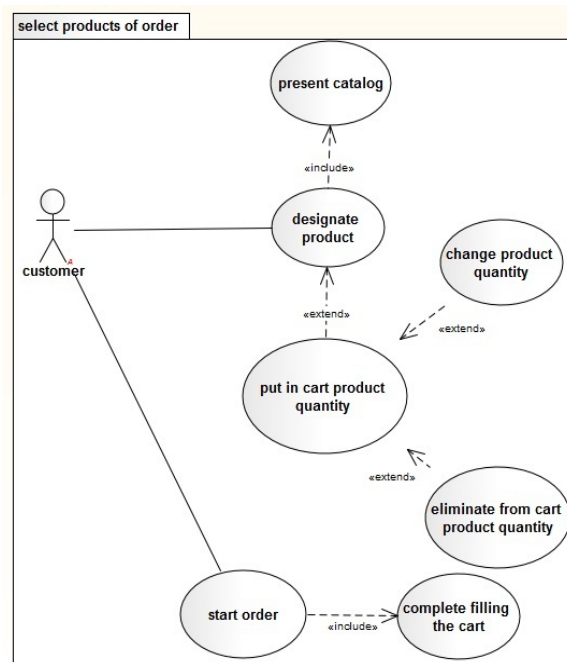 select products of order
present catalog
«include»
designate
product
customer
change product
quantity
«extend»
«extend»
put in cart product
quantity
«extend»
eliminate from cart
product quantity
start order
«include»
complete filling
the cart